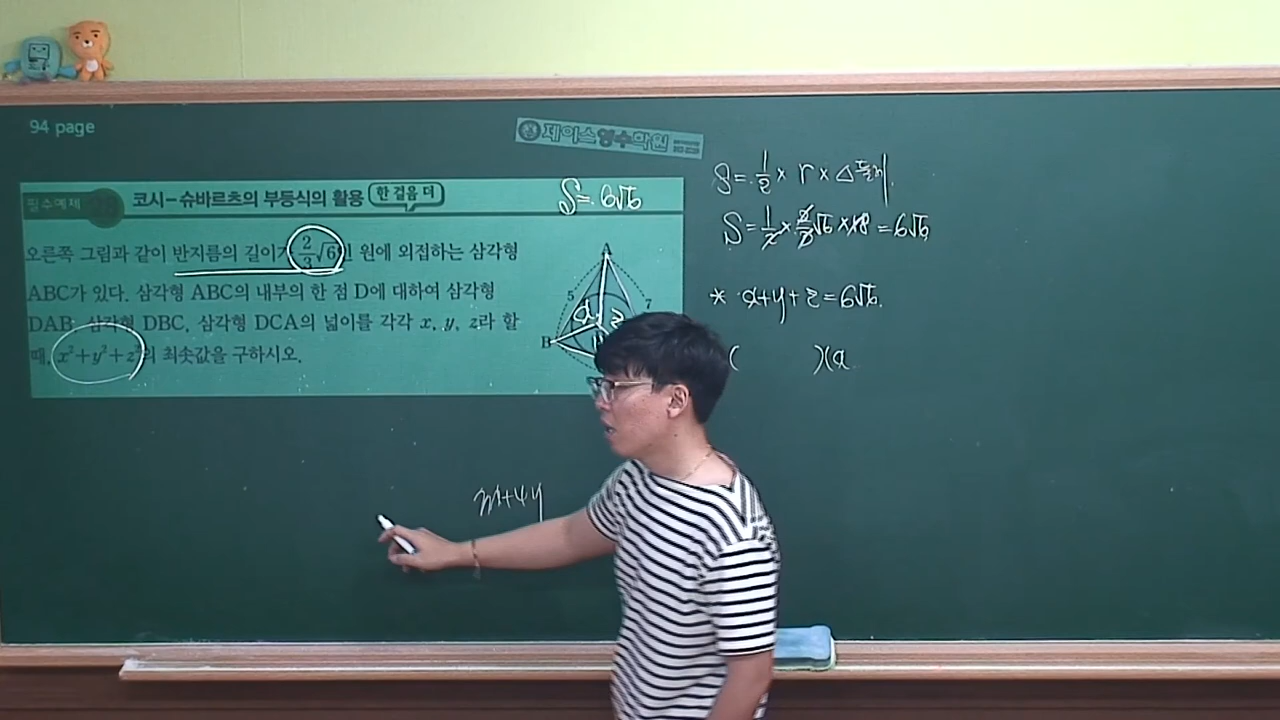 94 page
제이스영수학원
필수예제
코시-슈바르츠의 부등식의 활용 한 걸음 더
S=6√6
오른쪽 그림과 같이 반지름의 길이가 2/3√6인 원에 외접하는 삼각형
ABC가 있다. 삼각형 ABC의 내부의 한 점 D에 대하여 삼각형
DAB, 삼각형 DBC, 삼각형 DCA의 넓이를 각각 x, y, z라 할
때, x²+y²+z²의 최솟값을 구하시오.
A
5
7
x
z
B
S=1/2×r×△둘레
S=1/2×2/3√6×18=6√6
* x+y+z=6√6.
( )(x
+4y